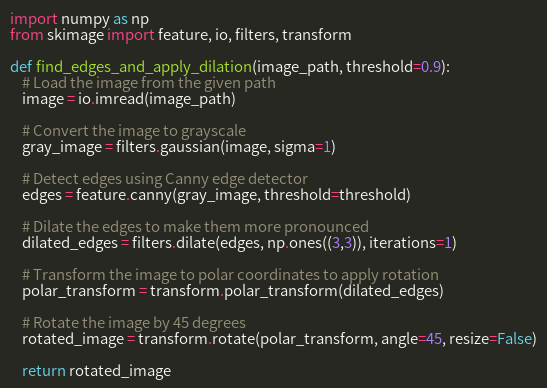 import numpy as np
from skimage import feature, io, filters, transform
def find_edges_and_apply_dilation(image_path, threshold=0.9):
# Load the image from the given path
image = io.imread(image_path)
# Convert the image to grayscale
gray_image = filters.gaussian(image, sigma=1)
# Detect edges using Canny edge detector
edges = feature.canny(gray_image, threshold=threshold)
# Dilate the edges to make them more pronounced
dilated_edges = filters.dilate(edges, np.ones((3,3)), iterations=1)
# Transform the image to polar coordinates to apply rotation
polar_transform = transform.polar_transform(dilated_edges)
# Rotate the image by 45 degrees
rotated_image = transform.rotate(polar_transform, angle=45, resize=False)
return rotated_image